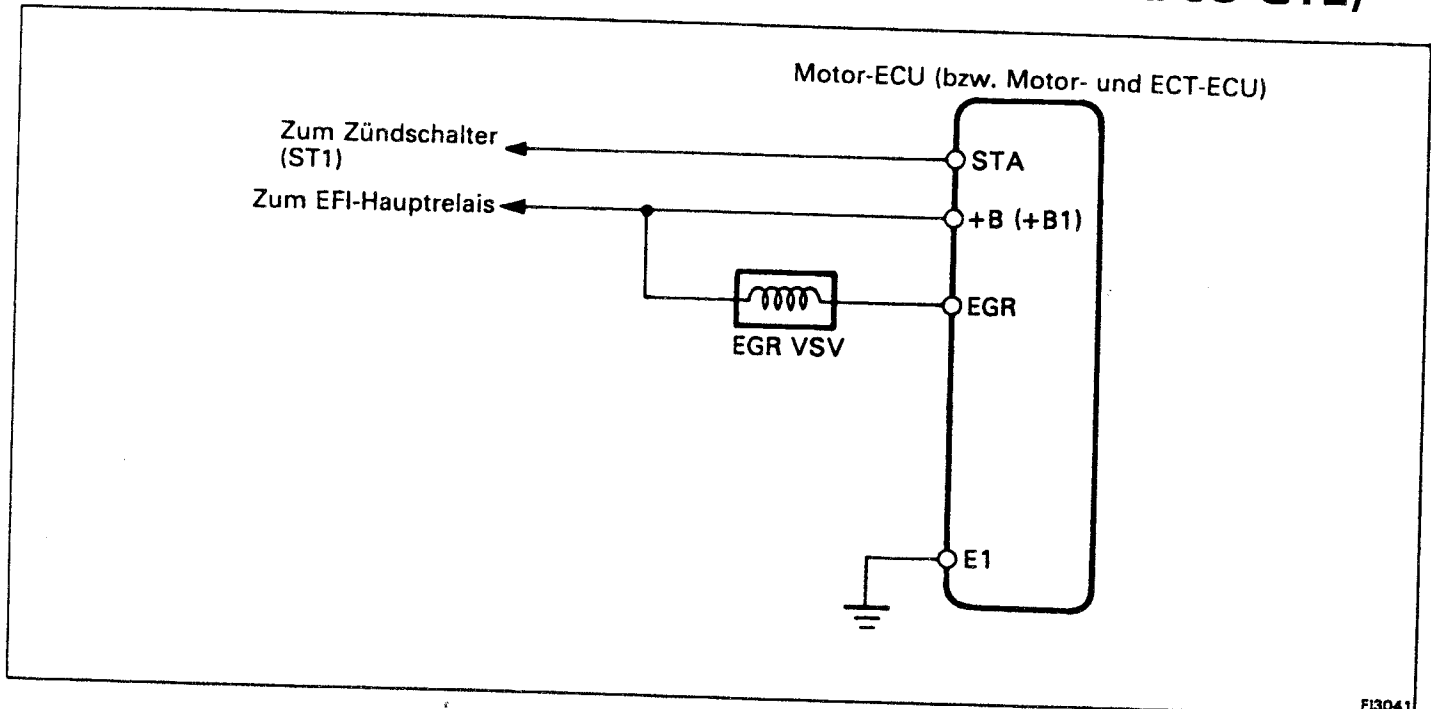 Motor-ECU (bzw. Motor- und ECT-ECU)
Zum Zündschalter
(ST1)
STA
Zum EFI-Hauptrelais
+B (+B1)
EGR
EGR VSV
E1
FI3041